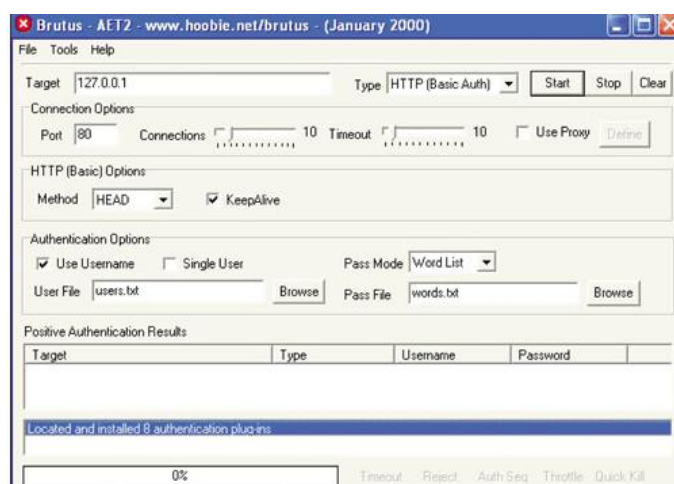 Brutus - AET2 - www.hoobie.net/brutus - (January 2000)
File Tools Help
Target 127.0.0.1 Type HTTP (Basic Auth) Start Stop Clear
Connection Options
Port 80 Connections 10 Timeout 10 Use Proxy Define
HTTP (Basic) Options
Method HEAD KeepAlive
Authentication Options
Use Username Single User Pass Mode Word List
User File users.txt Browse Pass File words.txt Browse
Positive Authentication Results
Target Type Username Password
Located and installed 8 authentication plug-ins
0% Timeout Reject Auth Seq Throttle Quick Kill